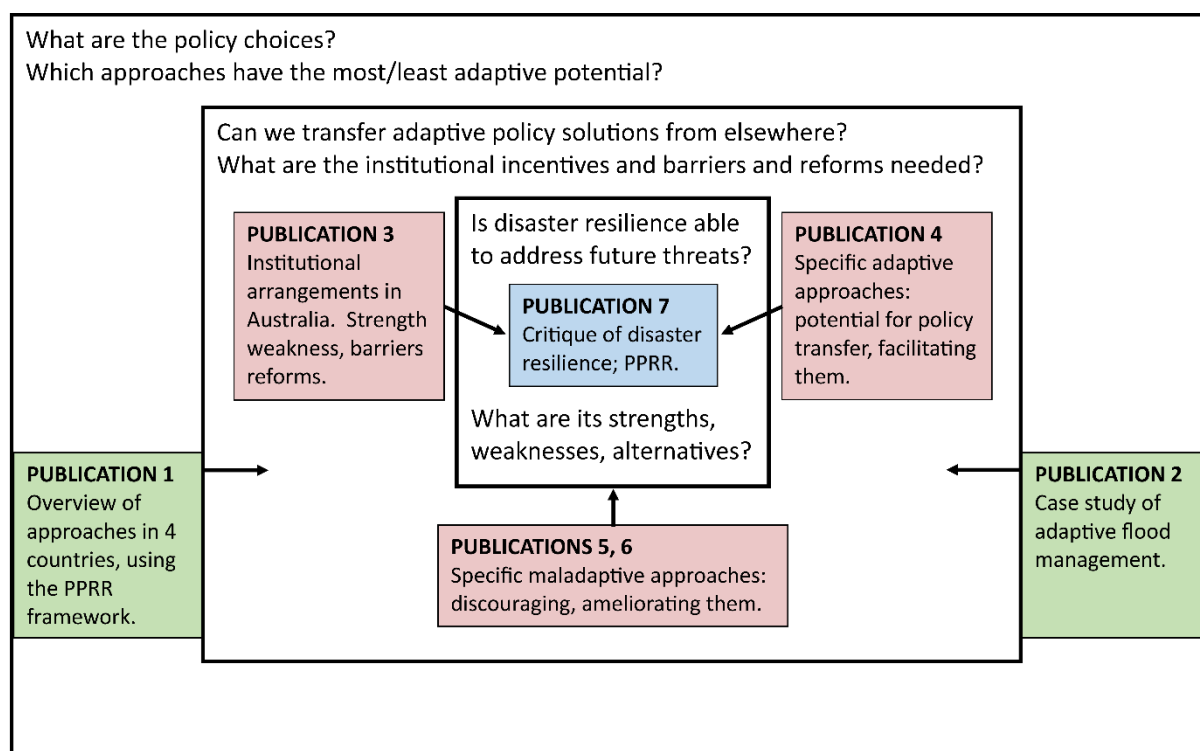 What are the policy choices?
Which approaches have the most/least adaptive potential?
Can we transfer adaptive policy solutions from elsewhere?
What are the institutional incentives and barriers and reforms needed?
PUBLICATION 3
Institutional
arrangements in
Australia.  Strength
weakness, barriers
reforms.
Is disaster resilience able
to address future threats?
PUBLICATION 7
Critique of disaster
resilience; PPRR.
What are its strengths,
weaknesses, alternatives?
PUBLICATION 4
Specific adaptive
approaches:
potential for policy
transfer, facilitating
them.
PUBLICATION 1
Overview of
approaches in 4
countries, using
the PPRR
framework.
PUBLICATIONS 5, 6
Specific maladaptive approaches:
discouraging, ameliorating them.
PUBLICATION 2
Case study of
adaptive flood
management.